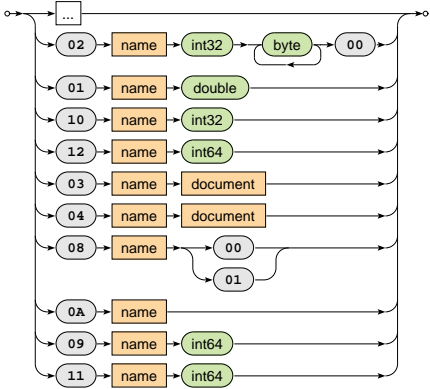 ...
02 name int32 byte 00
01 name double
10 name int32
12 name int64
03 name document
04 name document
08 name 00
01
0A name
09 name int64
11 name int64